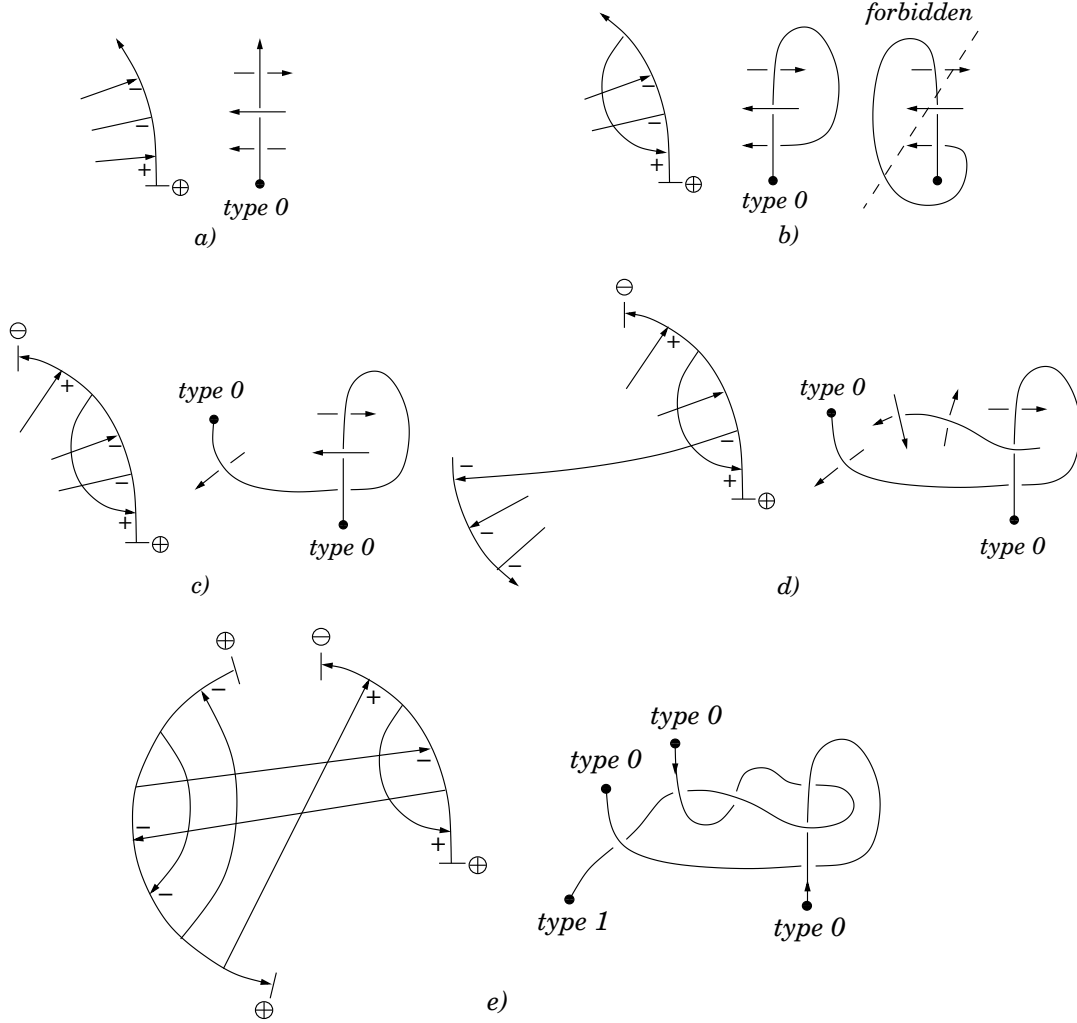 forbidden
− − + ⊕
type 0
a)
− − + ⊕
type 0
b)
⊖
+ − − + ⊕
type 0
type 0
c)
⊖
+ − − + ⊕
− − −
type 0
type 0
d)
⊕ ⊖
− + − − − + ⊕
⊕
type 0
type 0
type 1
type 0
e)